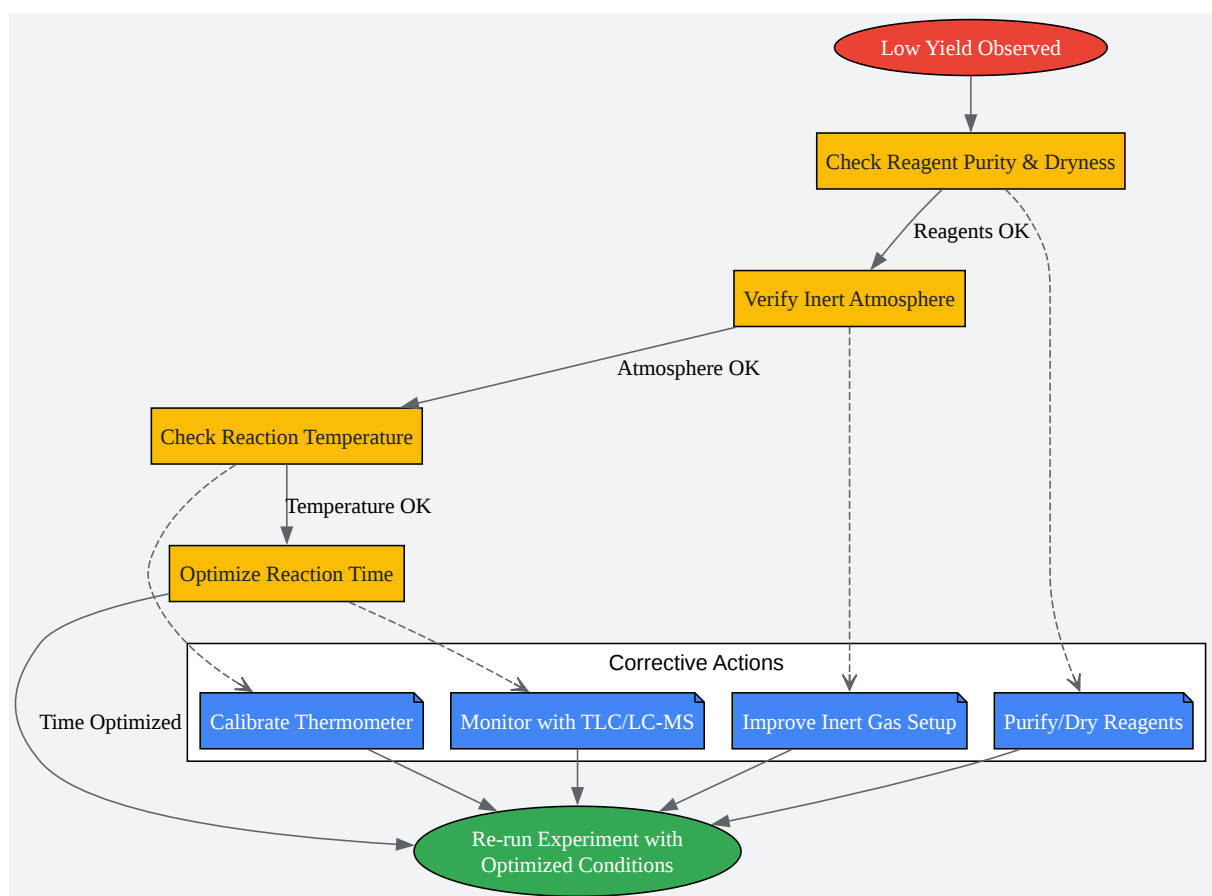 Low Yield Observed
Check Reagent Purity & Dryness
Reagents OK
Verify Inert Atmosphere
Atmosphere OK
Check Reaction Temperature
Temperature OK
Optimize Reaction Time
Corrective Actions
Time Optimized
Calibrate Thermometer
Monitor with TLC/LC-MS
Improve Inert Gas Setup
Purify/Dry Reagents
Re-run Experiment with
Optimized Conditions